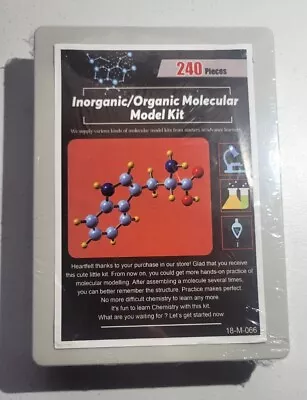 240 Pieces
Inorganic/Organic Molecular
Model Kit
We supply various kinds of molecular model kits from starters to advance learners
Heartfelt thanks to your purchase in our store! Glad that you receive
this cute little kit. From now on, you could get more hands-on practice of
molecular modelling. After assembling a molecule several times,
you can better remember the structure. Practice makes perfect.
No more difficult chemistry to learn any more
It's fun to learn Chemistry with this kit.
What are you waiting for ? Let's get started now
18-M-066